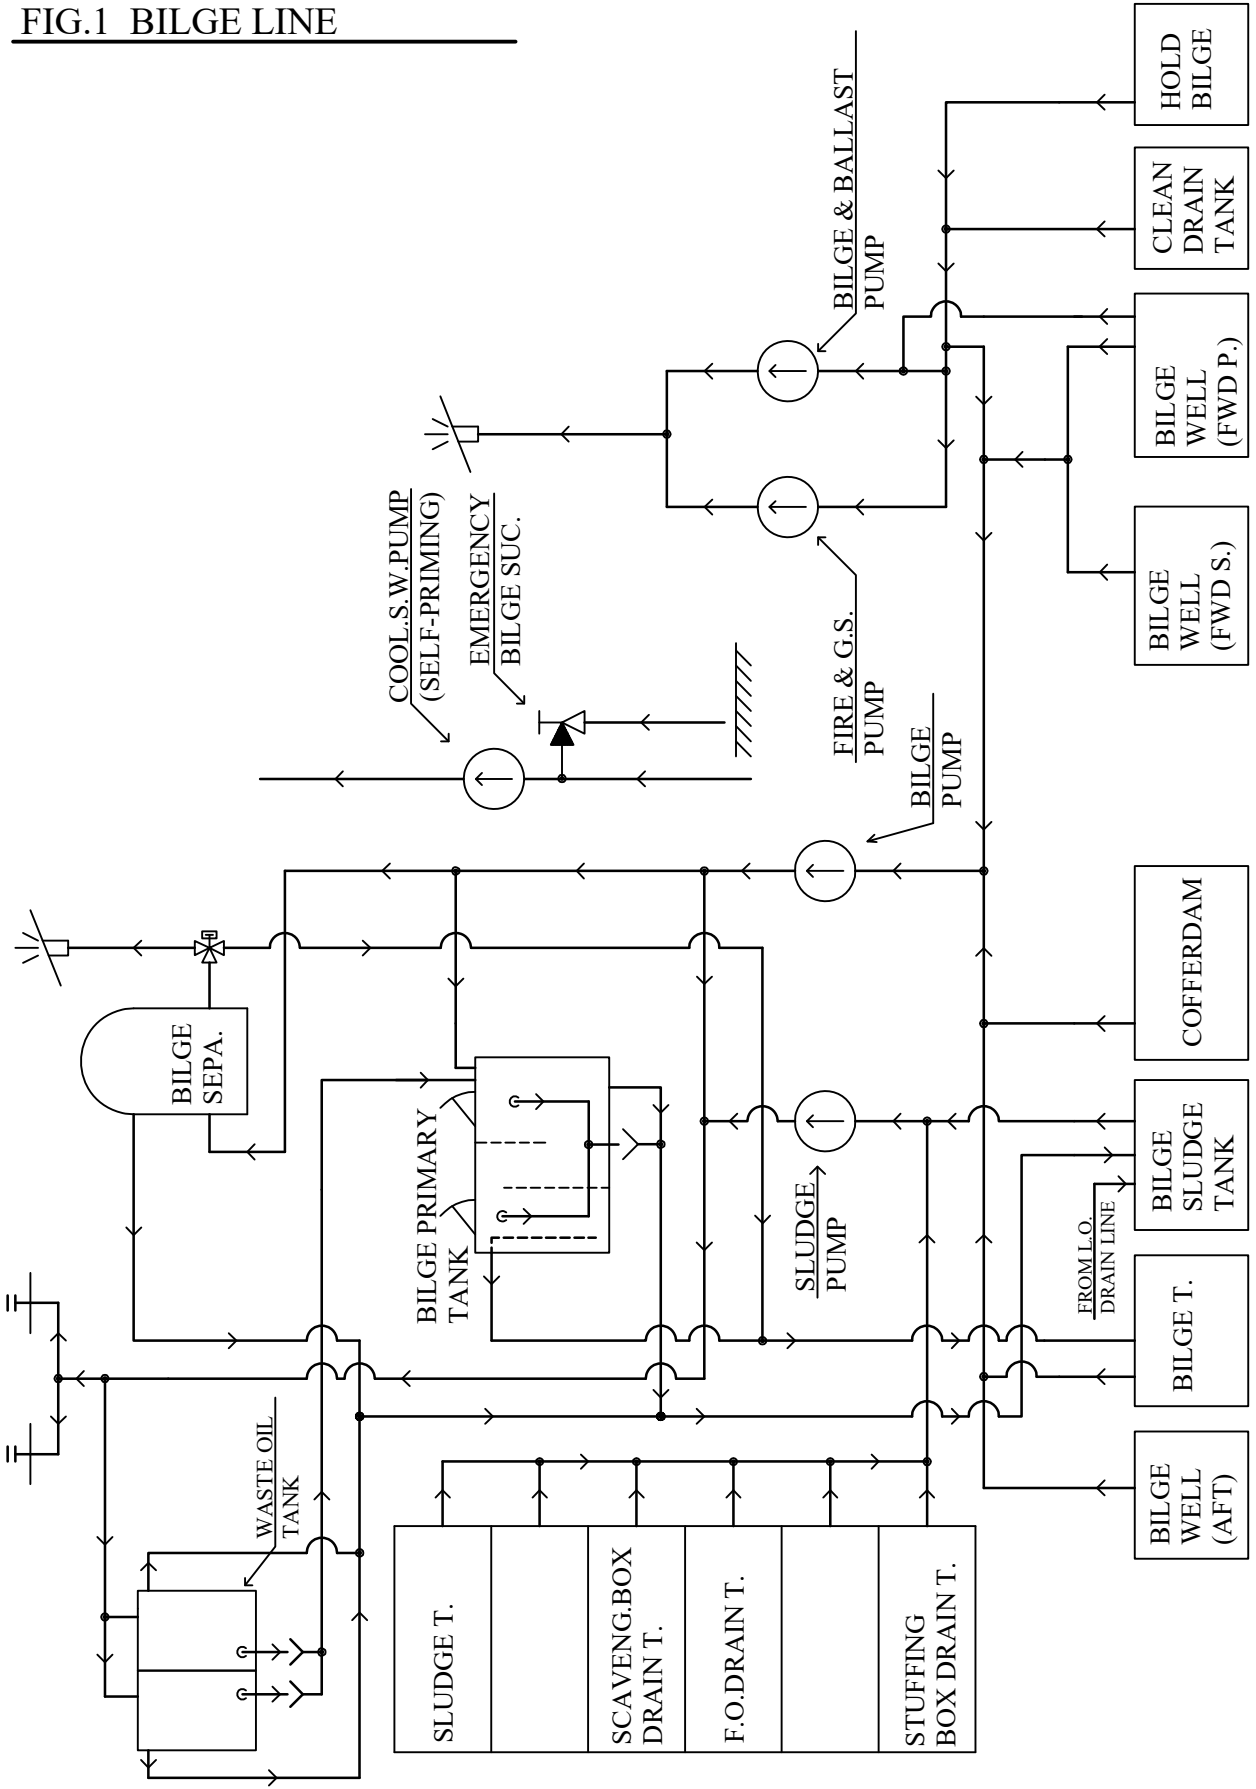 FIG.1 BILGE LINE
HOLD
BILGE
CLEAN
DRAIN
TANK
BILGE
WELL
(FWD P.)
BILGE
WELL
(FWD S.)
COFFERDAM
BILGE
SLUDGE
TANK
FROM L.O.
DRAIN LINE
BILGE T.
BILGE
WELL
(AFT)
BILGE & BALLAST
PUMP
FIRE & G.S.
PUMP
BILGE
PUMP
COOL.S.W.PUMP
(SELF-PRIMING)
EMERGENCY
BILGE SUC.
BILGE
SEPA.
BILGE PRIMARY
TANK
SLUDGE
PUMP
WASTE OIL
TANK
SLUDGE T.
SCAVENG.BOX
DRAIN T.
F.O.DRAIN T.
STUFFING
BOX DRAIN T.